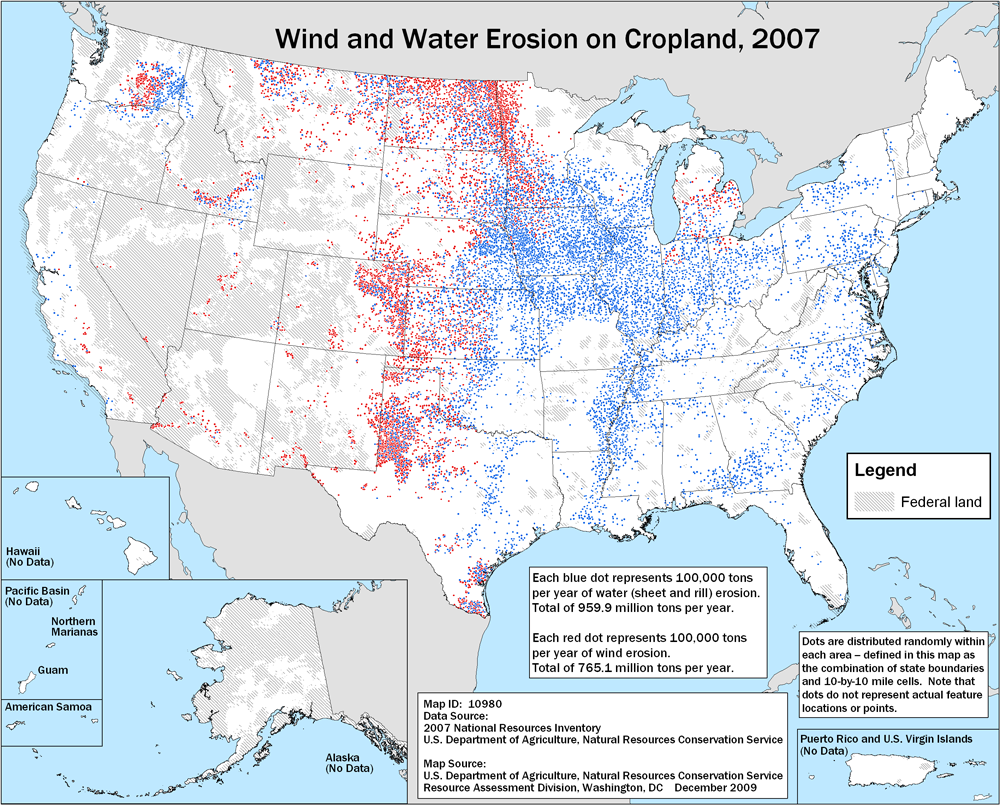 Wind and Water Erosion on Cropland, 2007
Legend
Federal land
Hawaii
(No Data)
Pacific Basin
(No Data)
Northern
Marianas
Guam
American Samoa
Alaska
(No Data)
Each blue dot represents 100,000 tons
per year of water (sheet and rill) erosion.
Total of 959.9 million tons per year.
Each red dot represents 100,000 tons
per year of wind erosion.
Total of 765.1 million tons per year.
Dots are distributed randomly within
each area – defined in this map as
the combination of state boundaries
and 10-by-10 mile cells.  Note that
dots do not represent actual feature
locations or points.
Map ID:  10980
Data Source:
2007 National Resources Inventory
U.S. Department of Agriculture, Natural Resources Conservation Service
Map Source:
U.S. Department of Agriculture, Natural Resources Conservation Service
Resource Assessment Division, Washington, DC    December 2009
Puerto Rico and U.S. Virgin Islands
(No Data)